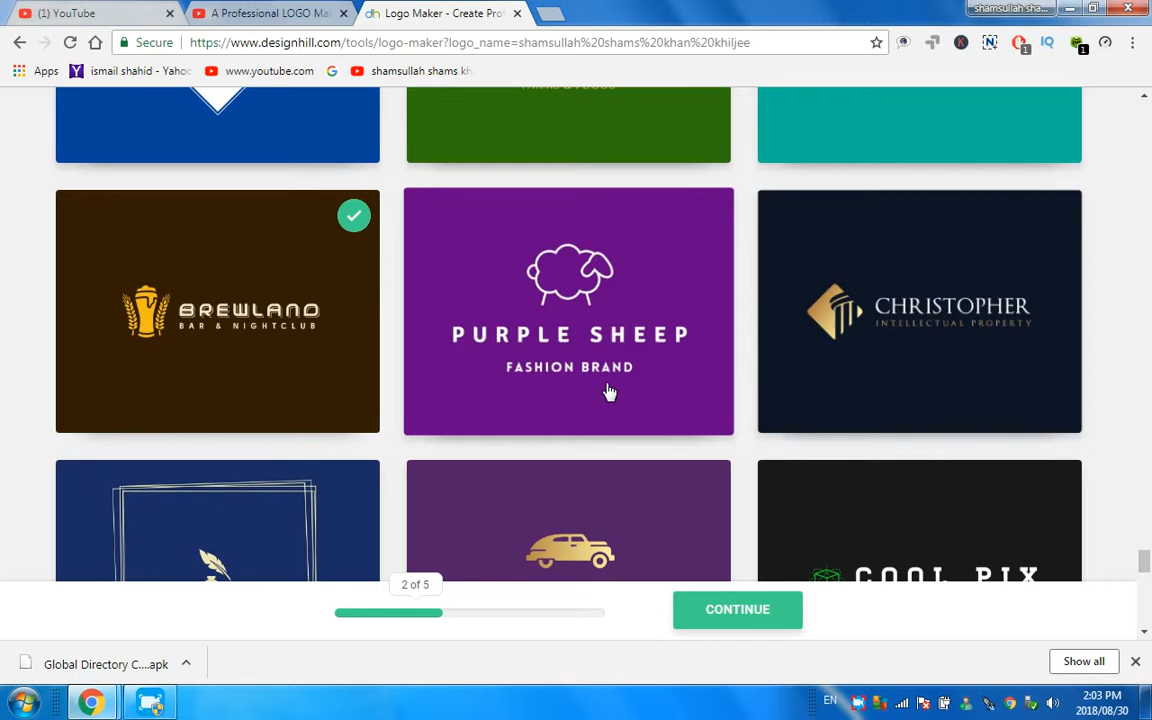 (1) YouTube
A Professional LOGO Ma
Logo Maker - Create Pro
shamsullah sha...
Secure
https://www.designhill.com/tools/logo-maker?logo_name=shamsullah%20shams%20khan%20khiljee
Apps
ismail shahid - Yaho
www.youtube.com
shamsullah shams kh
BREWLAND
BAR & NIGHTCLUB
PURPLE SHEEP
FASHION BRAND
CHRISTOPHER
INTELLECTUAL PROPERTY
COOL PIX
2 of 5
CONTINUE
Global Directory C....apk
Show all
EN
2:03 PM
2018/08/30